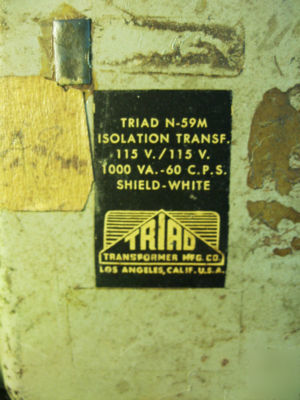 TRIAD N-59M
ISOLATION TRANSF.
115 V./115 V.
1000 VA.-60 C.P.S.
SHIELD-WHITE
TRIAD
TRANSFORMER MFG. CO.
LOS ANGELES, CALIF. U.S.A.